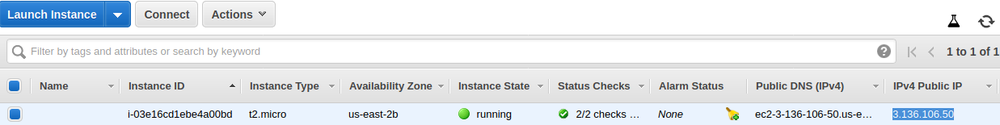 Launch Instance Connect Actions
Filter by tags and attributes or search by keyword 1 to 1 of 1
Name Instance ID Instance Type Availability Zone Instance State Status Checks Alarm Status Public DNS (IPv4) IPv4 Public IP
i-03e16cd1ebe4a00bd t2.micro us-east-2b running 2/2 checks ... None ec2-3-136-106-50.us-e... 3.136.106.50